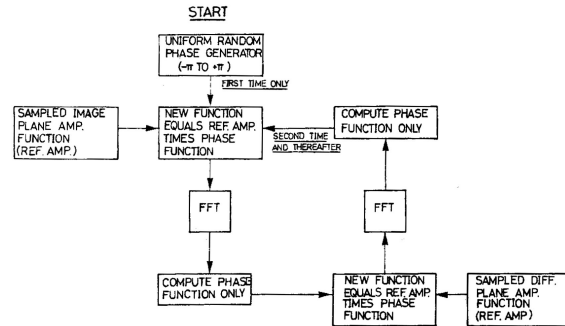 START
UNIFORM RANDOM
PHASE GENERATOR
(-π TO +π)
FIRST TIME ONLY
SAMPLED IMAGE
PLANE AMP.
FUNCTION
(REF. AMP.)
NEW FUNCTION
EQUALS REF. AMP.
TIMES PHASE
FUNCTION
SECOND TIME
AND THEREAFTER
COMPUTE PHASE
FUNCTION ONLY
FFT
FFT
COMPUTE PHASE
FUNCTION ONLY
NEW FUNCTION
EQUALS REF. AMP.
TIMES PHASE
FUNCTION
SAMPLED DIFF.
PLANE AMP.
FUNCTION
(REF. AMP)